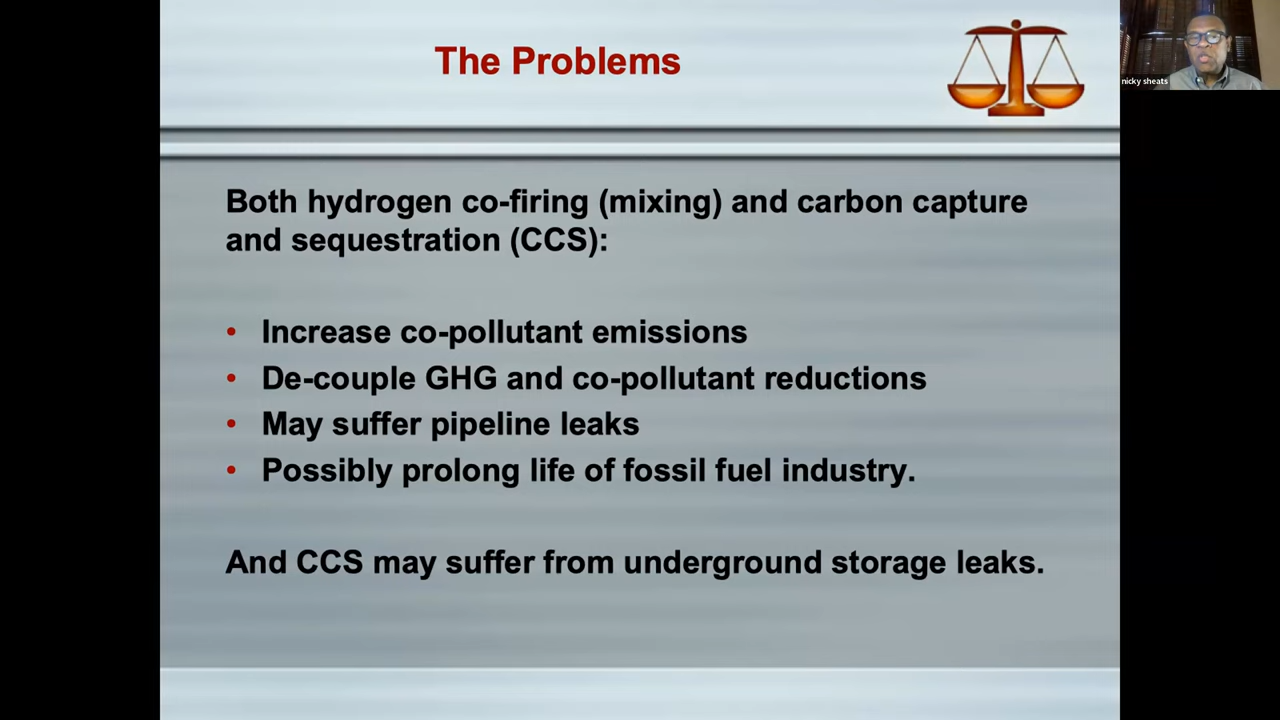 The Problems
nicky sheats
Both hydrogen co-firing (mixing) and carbon capture
and sequestration (CCS):
• Increase co-pollutant emissions
• De-couple GHG and co-pollutant reductions
• May suffer pipeline leaks
• Possibly prolong life of fossil fuel industry.
And CCS may suffer from underground storage leaks.